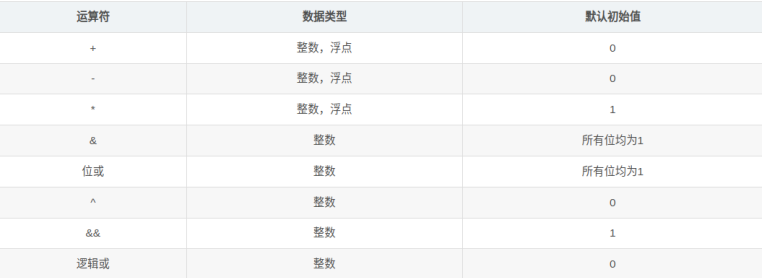 运算符 数据类型 默认初始值
+ 整数，浮点 0
- 整数，浮点 0
* 整数，浮点 1
& 整数 所有位均为1
位或 整数 所有位均为1
^ 整数 0
&& 整数 1
逻辑或 整数 0